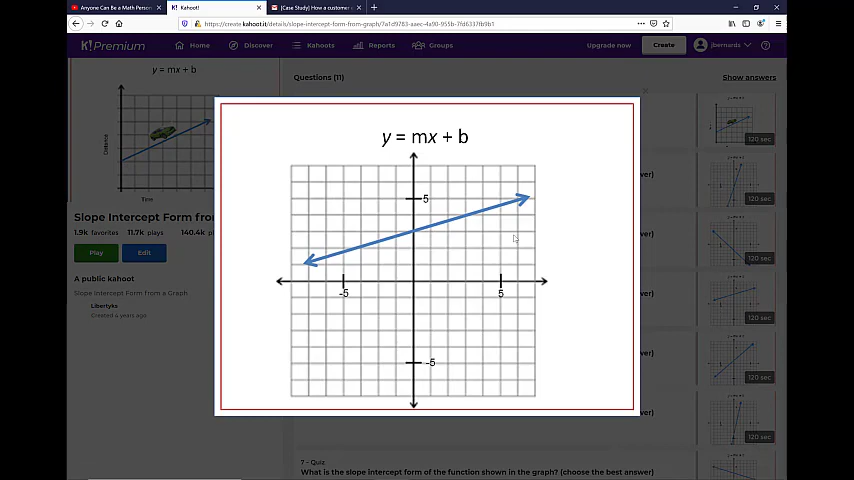 Anyone Can Be a Math Person
Kahoot!
[Case Study] How a customer
https://create.kahoot.it/details/slope-intercept-form-from-graph/7a1d9763-aaec-4a90-955b-7fd6337fb9b1
K! Premium
Home
Discover
Kahoots
Reports
Groups
Upgrade now
Create
jbernards
y = mx + b
Distance
Time
Questions (11)
Show answers
y = mx + b
5
-5
5
-5
Slope Intercept Form fro
1.9k favorites 11.7k plays 140.4k
Play
Edit
A public kahoot
Slope Intercept Form from a Graph
Libertyke
Created 4 years ago
120 sec
120 sec
120 sec
120 sec
120 sec
120 sec
7 - Quiz
What is the slope intercept form of the function shown in the graph? (choose the best answer)